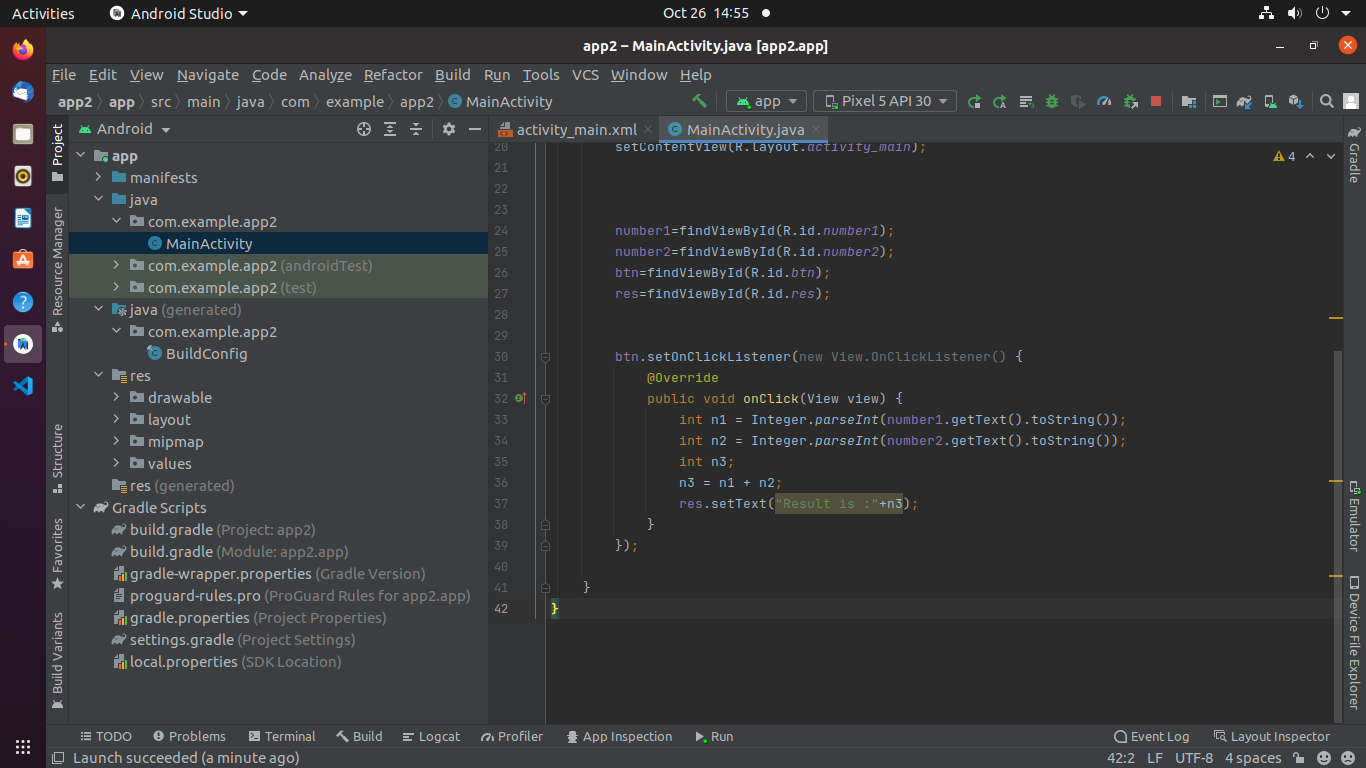 Activities Android Studio Oct 26 14:55
app2 – MainActivity.java [app2.app]
File Edit View Navigate Code Analyze Refactor Build Run Tools VCS Window Help
app2 app src main java com example app2 MainActivity app Pixel 5 API 30
Android
activity_main.xml MainActivity.java
Project
Resource Manager
Structure
Favorites
Build Variants
app
manifests
java
com.example.app2
MainActivity
com.example.app2 (androidTest)
com.example.app2 (test)
java (generated)
com.example.app2
BuildConfig
res
drawable
layout
mipmap
values
res (generated)
Gradle Scripts
build.gradle (Project: app2)
build.gradle (Module: app2.app)
gradle-wrapper.properties (Gradle Version)
proguard-rules.pro (ProGuard Rules for app2.app)
gradle.properties (Project Properties)
settings.gradle (Project Settings)
local.properties (SDK Location)
20 setContentView(R.layout.activity_main);
4
21
22
23
24 number1=findViewById(R.id.number1);
25 number2=findViewById(R.id.number2);
26 btn=findViewById(R.id.btn);
27 res=findViewById(R.id.res);
28
29
30 btn.setOnClickListener(new View.OnClickListener() {
31 @Override
32 public void onClick(View view) {
33 int n1 = Integer.parseInt(number1.getText().toString());
34 int n2 = Integer.parseInt(number2.getText().toString());
35 int n3;
36 n3 = n1 + n2;
37 res.setText("Result is :"+n3);
38 }
39 });
40
41 }
42 }
Gradle
Emulator
Device File Explorer
TODO Problems Terminal Build Logcat Profiler App Inspection Run Event Log Layout Inspector
Launch succeeded (a minute ago) 42:2 LF UTF-8 4 spaces